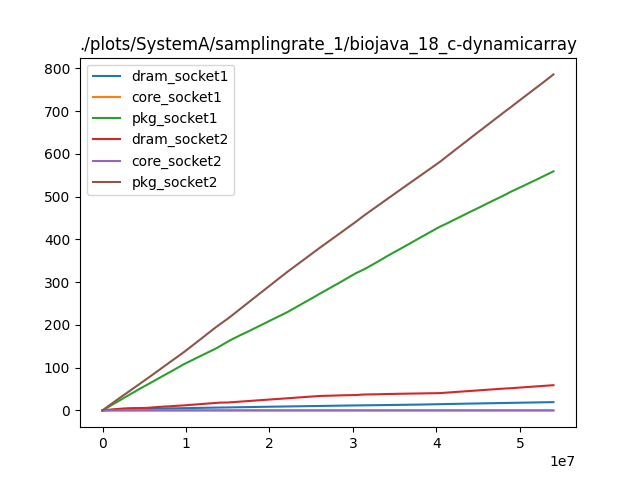 ./plots/SystemA/samplingrate_1/biojava_18_c-dynamicarray
dram_socket1
core_socket1
pkg_socket1
dram_socket2
core_socket2
pkg_socket2
800
700
600
500
400
300
200
100
0
0 1 2 3 4 5
1e7